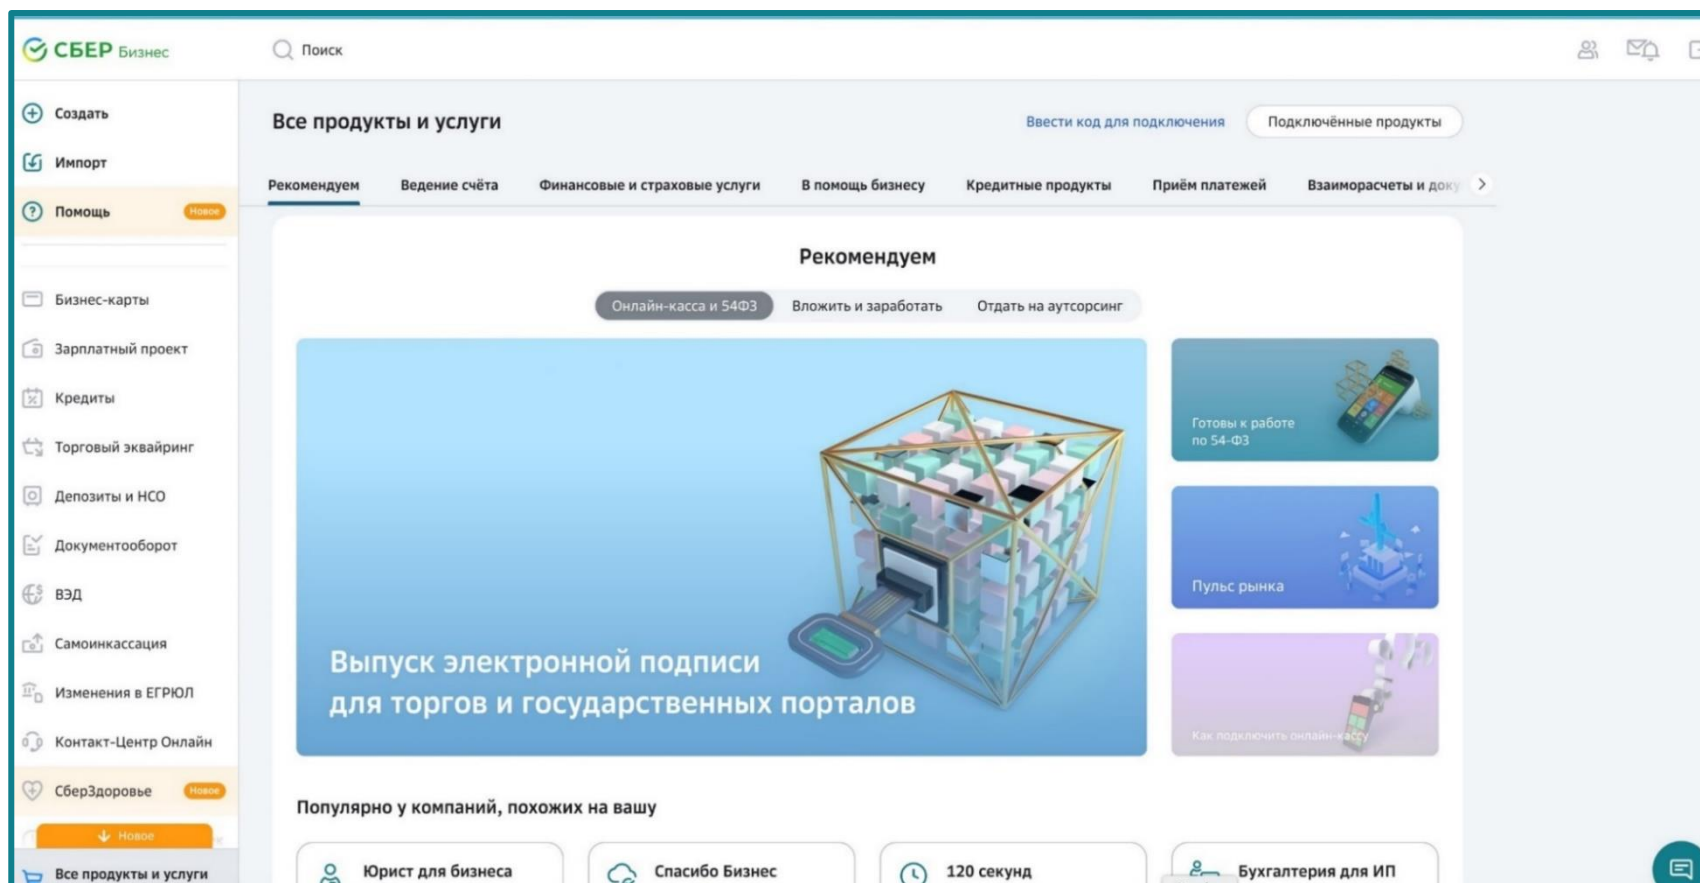 СБЕР Бизнес
Поиск
Создать
Импорт
Помощь
Новое
Бизнес-карты
Зарплатный проект
Кредиты
Торговый эквайринг
Депозиты и НСО
Документооборот
ВЭД
Самоинкассация
Изменения в ЕГРЮЛ
Контакт-Центр Онлайн
СберЗдоровье
Новое
Новое
Все продукты и услуги
Все продукты и услуги
Ввести код для подключения
Подключённые продукты
Рекомендуем
Ведение счёта
Финансовые и страховые услуги
В помощь бизнесу
Кредитные продукты
Приём платежей
Взаиморасчеты и доку
Рекомендуем
Онлайн-касса и 54ФЗ
Вложить и заработать
Отдать на аутсорсинг
Выпуск электронной подписи
для торгов и государственных порталов
Готовы к работе
по 54-ФЗ
Пульс рынка
Как подключить онлайн-кассу
Популярно у компаний, похожих на вашу
Юрист для бизнеса
Спасибо Бизнес
120 секунд
Бухгалтерия для ИП